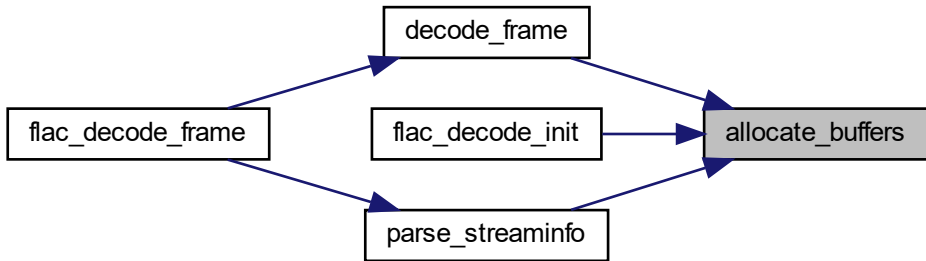 decode_frame
flac_decode_frame
flac_decode_init
allocate_buffers
parse_streaminfo